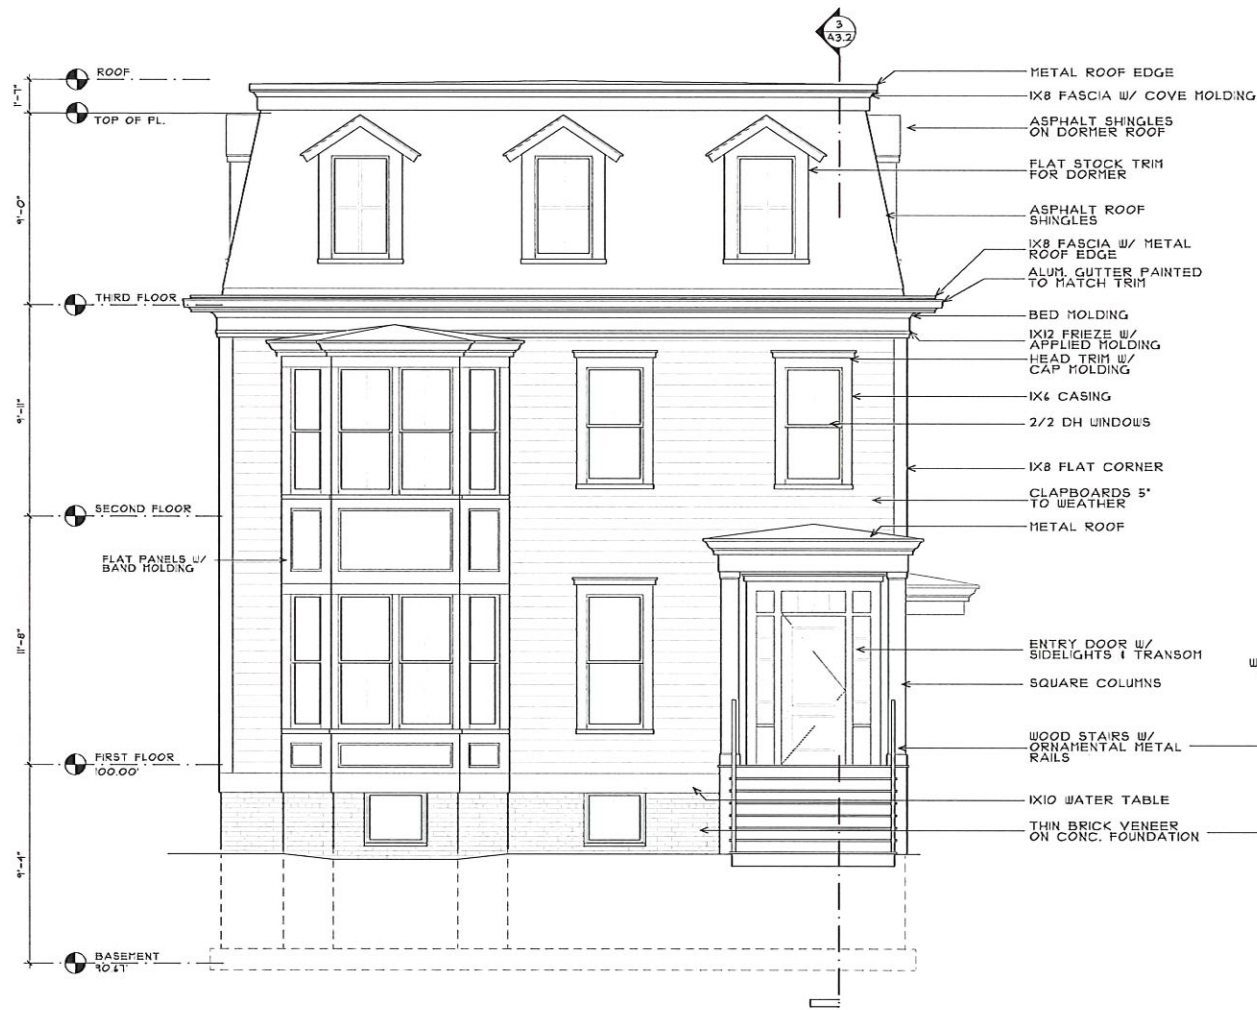 3
A3.2
ROOF
1'-7"
TOP OF PL.
9'-0"
THIRD FLOOR
9'-11"
SECOND FLOOR
FLAT PANELS W/
BAND MOLDING
11'-8"
FIRST FLOOR
100.00'
9'-4"
BASEMENT
90.67'
METAL ROOF EDGE
1X8 FASCIA W/ COVE MOLDING
ASPHALT SHINGLES
ON DORMER ROOF
FLAT STOCK TRIM
FOR DORMER
ASPHALT ROOF
SHINGLES
1X8 FASCIA W/ METAL
ROOF EDGE
ALUM. GUTTER PAINTED
TO MATCH TRIM
BED MOLDING
1X12 FRIEZE W/
APPLIED MOLDING
HEAD TRIM W/
CAP MOLDING
1X6 CASING
2/2 DH WINDOWS
1X8 FLAT CORNER
CLAPBOARDS 5"
TO WEATHER
METAL ROOF
ENTRY DOOR W/
SIDELIGHTS & TRANSOM
W
SQUARE COLUMNS
WOOD STAIRS W/
ORNAMENTAL METAL
RAILS
1X10 WATER TABLE
THIN BRICK VENEER
ON CONC. FOUNDATION